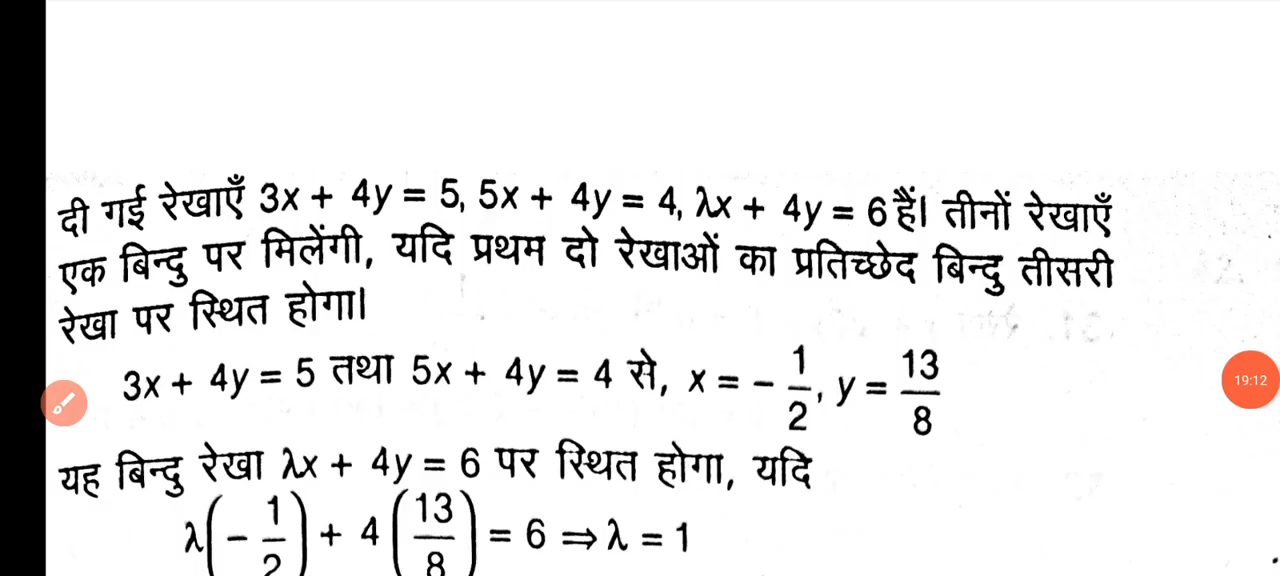 दी गई रेखाएँ 3x + 4y = 5, 5x + 4y = 4, λx + 4y = 6 हैं। तीनों रेखाएँ
एक बिन्दु पर मिलेंगी, यदि प्रथम दो रेखाओं का प्रतिच्छेद बिन्दु तीसरी
रेखा पर स्थित होगा।
3x + 4y = 5 तथा 5x + 4y = 4 से, x = - 1/2, y = 13/8
19:12
यह बिन्दु रेखा λx + 4y = 6 पर स्थित होगा, यदि
λ(- 1/2) + 4(13/8) = 6 ⇒ λ = 1